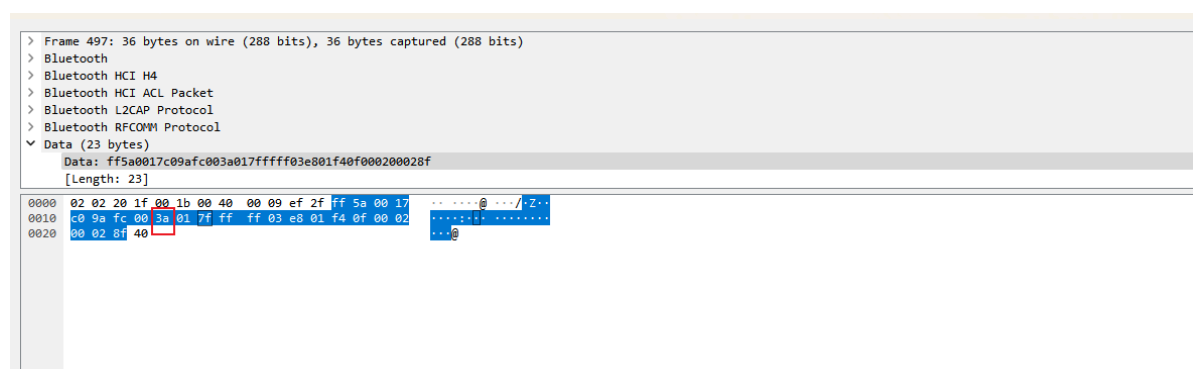 > Frame 497: 36 bytes on wire (288 bits), 36 bytes captured (288 bits)
> Bluetooth
> Bluetooth HCI H4
> Bluetooth HCI ACL Packet
> Bluetooth L2CAP Protocol
> Bluetooth RFCOMM Protocol
Data (23 bytes)
Data: ff5a0017c09afc003a017fffff03e801f40f000200028f
[Length: 23]
0000 02 02 20 1f 00 1b 00 40 00 09 ef 2f ff 5a 00 17 ·· ····@ ···/·Z··
0010 c0 9a fc 00 3a 01 7f ff ff 03 e8 01 f4 0f 00 02 ····:··· ········
0020 00 02 8f 40 ···@